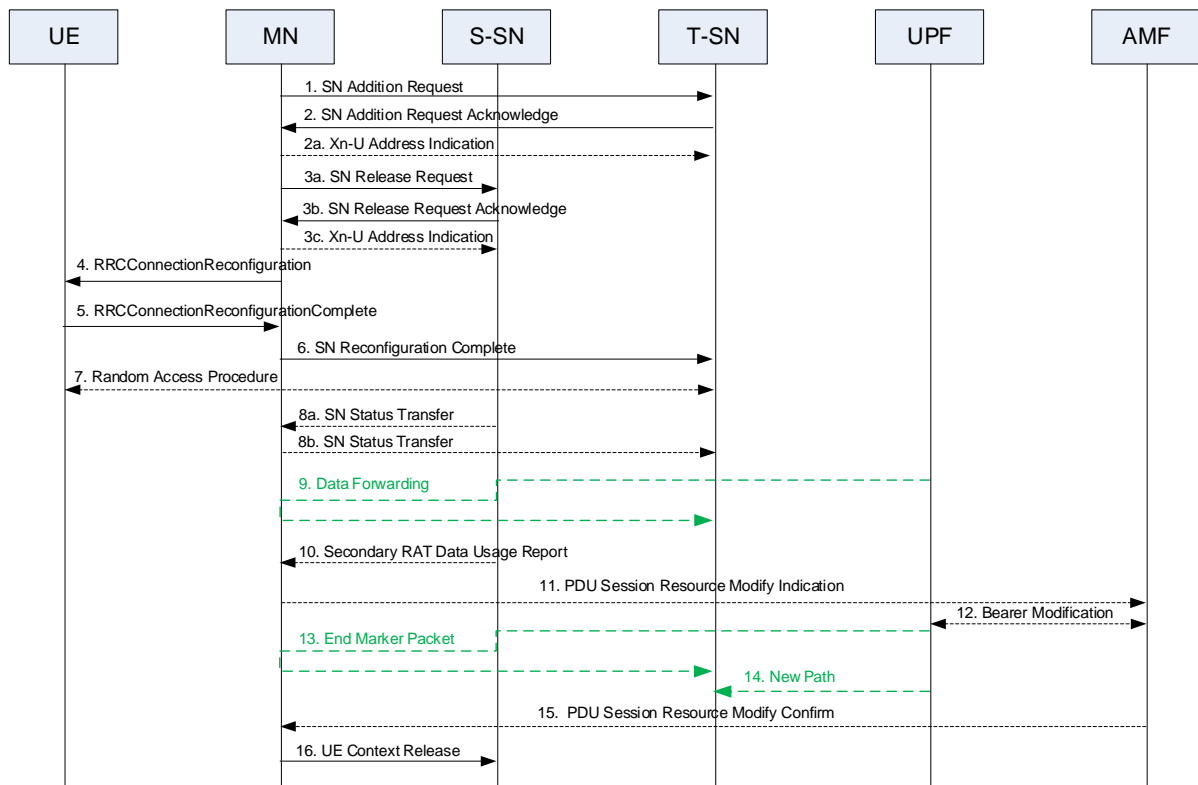 UE
MN
S-SN
T-SN
UPF
AMF
1. SN Addition Request
2. SN Addition Request Acknowledge
2a. Xn-U Address Indication
3a. SN Release Request
3b. SN Release Request Acknowledge
3c. Xn-U Address Indication
4. RRCConnectionReconfiguration
5. RRCConnectionReconfigurationComplete
6. SN Reconfiguration Complete
7. Random Access Procedure
8a. SN Status Transfer
8b. SN Status Transfer
9. Data Forwarding
10. Secondary RAT Data Usage Report
11. PDU Session Resource Modify Indication
12. Bearer Modification
13. End Marker Packet
14. New Path
15. PDU Session Resource Modify Confirm
16. UE Context Release